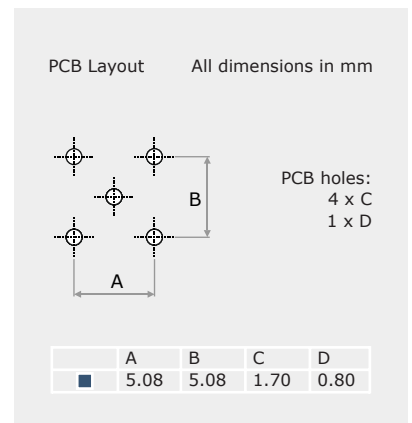 PCB Layout All dimensions in mm
B
PCB holes:
4 x C
1 x D
A
A B C D
5.08 5.08 1.70 0.80